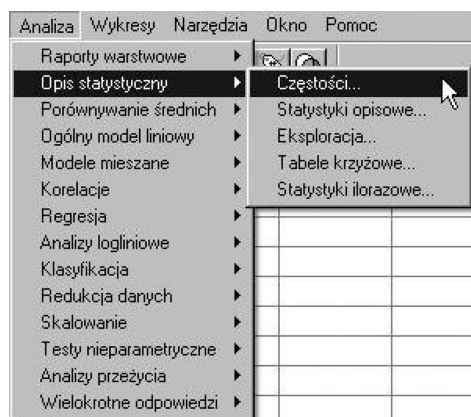 Analiza Wykresy Narzędzia Okno Pomoc
Raporty warstwowe
Opis statystyczny
Porównywanie średnich
Ogólny model liniowy
Modele mieszane
Korelacje
Regresja
Analizy logliniowe
Klasyfikacja
Redukcja danych
Skalowanie
Testy nieparametryczne
Analizy przeżycia
Wielokrotne odpowiedzi
Częstości...
Statystyki opisowe...
Eksploracja...
Tabele krzyżowe...
Statystyki ilorazowe...